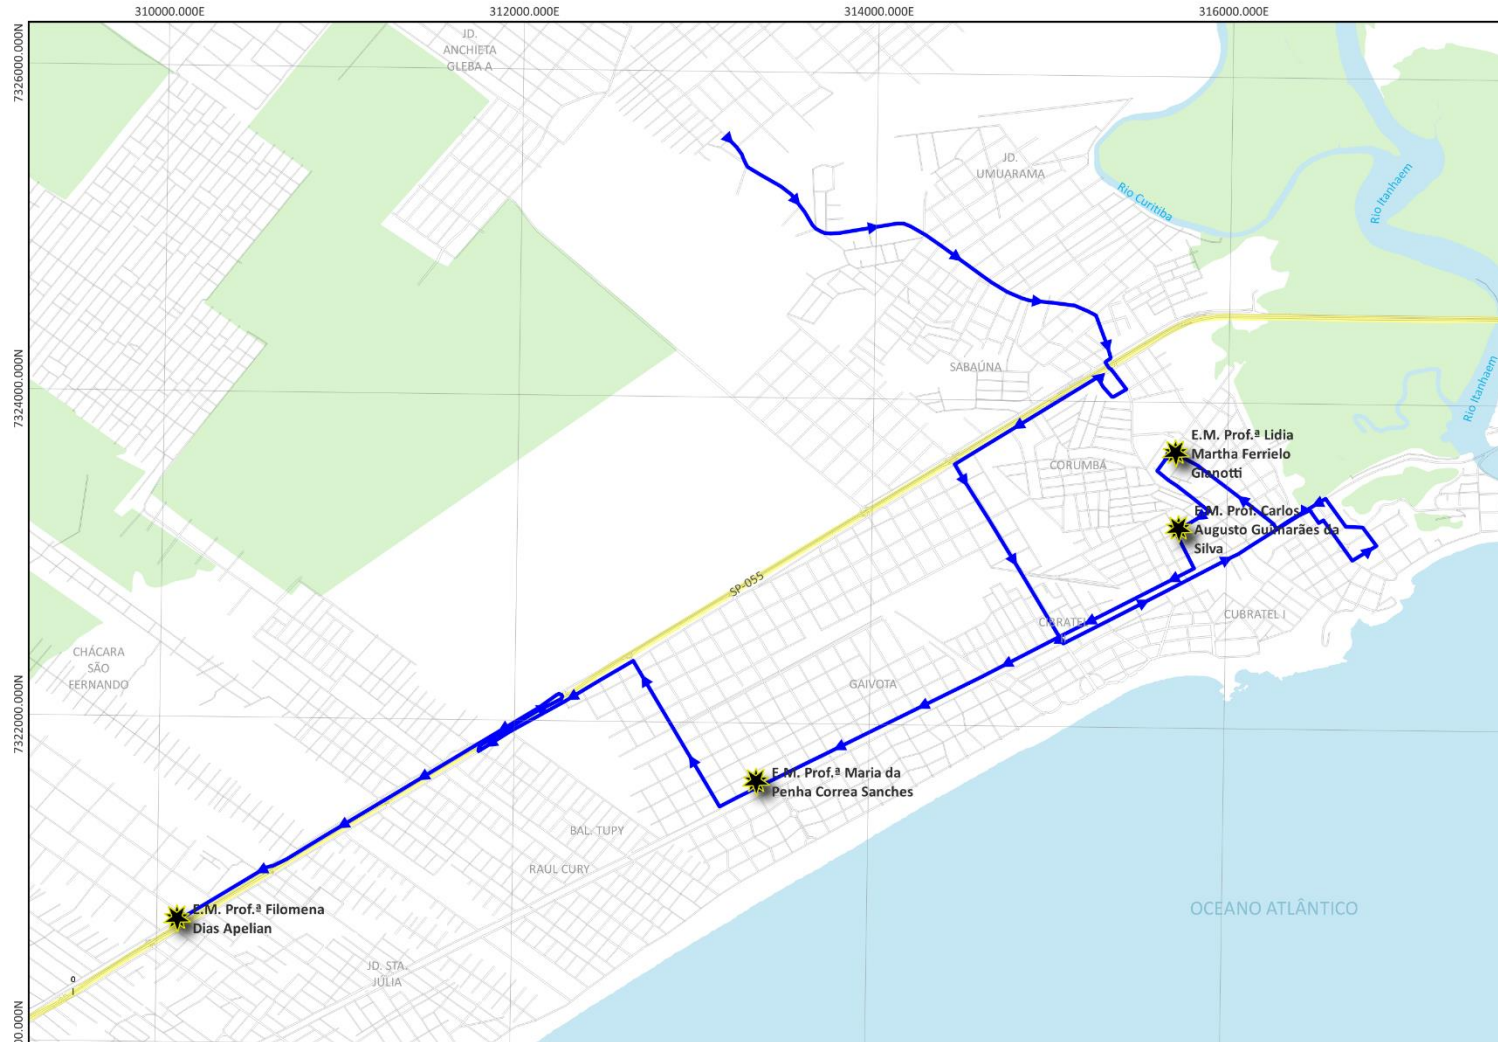 310000.000E
312000.000E
314000.000E
316000.000E
7326000.000N
JD.
ANCHIETA
GLEBA A
JD.
UMUARAMA
Rio Curitiba
Rio Itanhaem
7324000.000N
SABAÚNA
Rio Itanhaem
E.M. Prof.ª Lidia
Martha Ferrielo
Gianotti
CORUMBÁ
E.M. Prof. Carlos
Augusto Guimarães da
Silva
SP-055
CIBRATEL
CUBRATEL I
CHÁCARA
SÃO
FERNANDO
GAIVOTA
7322000.000N
E.M. Prof.ª Maria da
Penha Correa Sanches
BAL. TUPY
RAUL CURY
E.M. Prof.ª Filomena
Dias Apelian
OCEANO ATLÂNTICO
JD. STA.
JÚLIA
00.000N